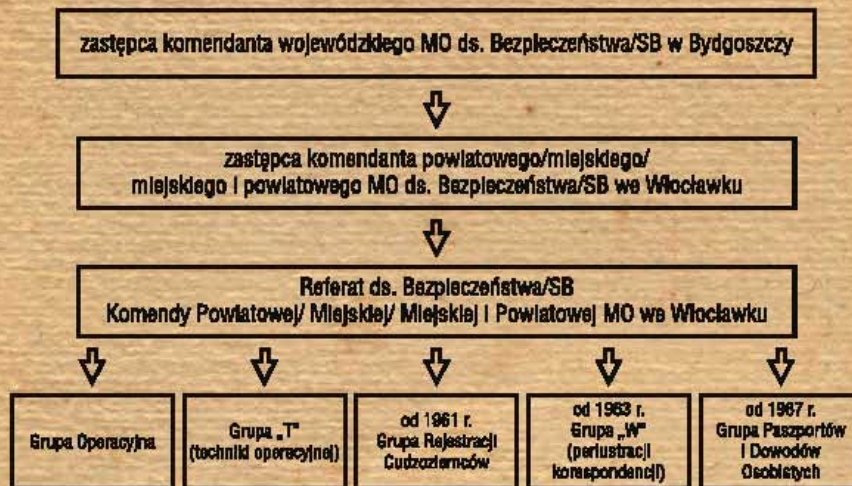 zastępca komendanta wojewódzkiego MO ds. Bezpieczeństwa/SB w Bydgoszczy
zastępca komendanta powiatowego/miejskiego/
miejskiego i powiatowego MO ds. Bezpieczeństwa/SB we Włocławku
Referat ds. Bezpieczeństwa/SB
Komendy Powiatowej/ Miejskiej/ Miejskiej i Powiatowej MO we Włocławku
Grupa Operacyjna
Grupa „T”
(techniki operacyjnej)
od 1961 r.
Grupa Rejestracji
Cudzoziemców
od 1963 r.
Grupa „W”
(perlustracji
korespondencji)
od 1967 r.
Grupa Paszportów
i Dowodów
Osobistych